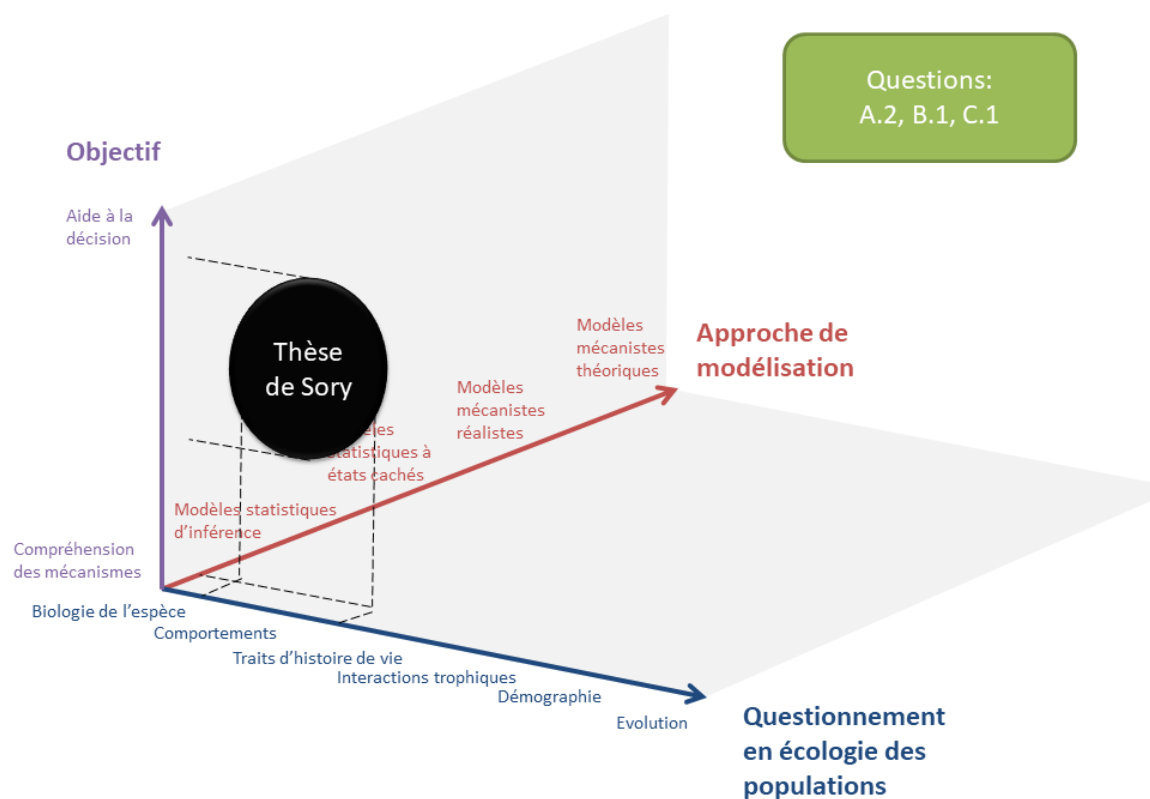 Questions:
A.2, B.1, C.1
Objectif
Aide à la
décision
Thèse
de Sory
Modèles
mécanistes
théoriques
Approche de
modélisation
Modèles
mécanistes
réalistes
statistiques à
états cachés
Modèles statistiques
d’inférence
Compréhension
des mécanismes
Biologie de l’espèce
Comportements
Traits d’histoire de vie
Interactions trophiques
Démographie
Evolution
Questionnement
en écologie des
populations